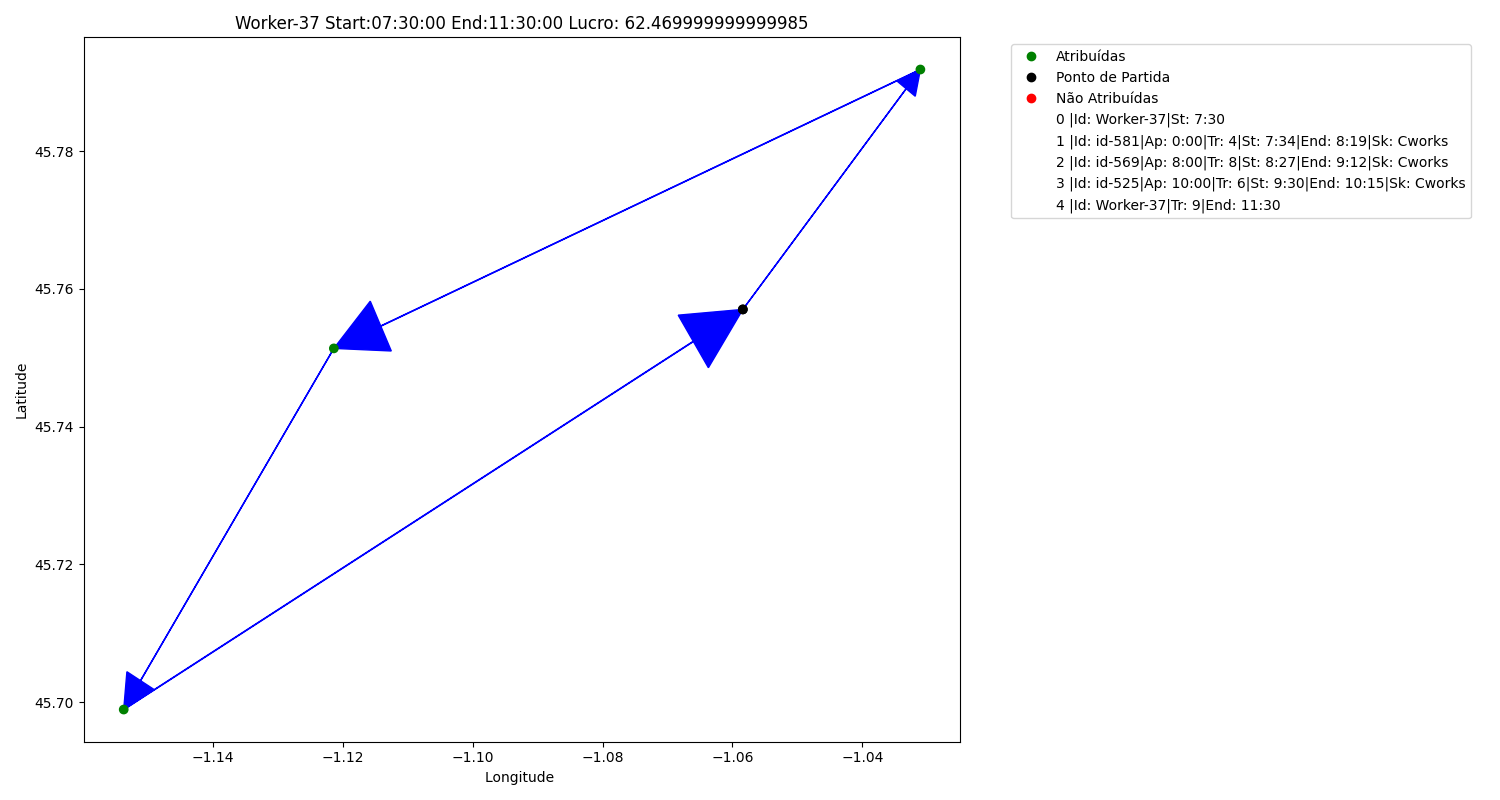 Worker-37 Start:07:30:00 End:11:30:00 Lucro: 62.469999999999985
Atribuídas
Ponto de Partida
Não Atribuídas
0 |Id: Worker-37|St: 7:30
1 |Id: id-581|Ap: 0:00|Tr: 4|St: 7:34|End: 8:19|Sk: Cworks
2 |Id: id-569|Ap: 8:00|Tr: 8|St: 8:27|End: 9:12|Sk: Cworks
3 |Id: id-525|Ap: 10:00|Tr: 6|St: 9:30|End: 10:15|Sk: Cworks
4 |Id: Worker-37|Tr: 9|End: 11:30
Latitude
45.78
45.76
45.74
45.72
45.70
−1.14 −1.12 −1.10 −1.08 −1.06 −1.04
Longitude